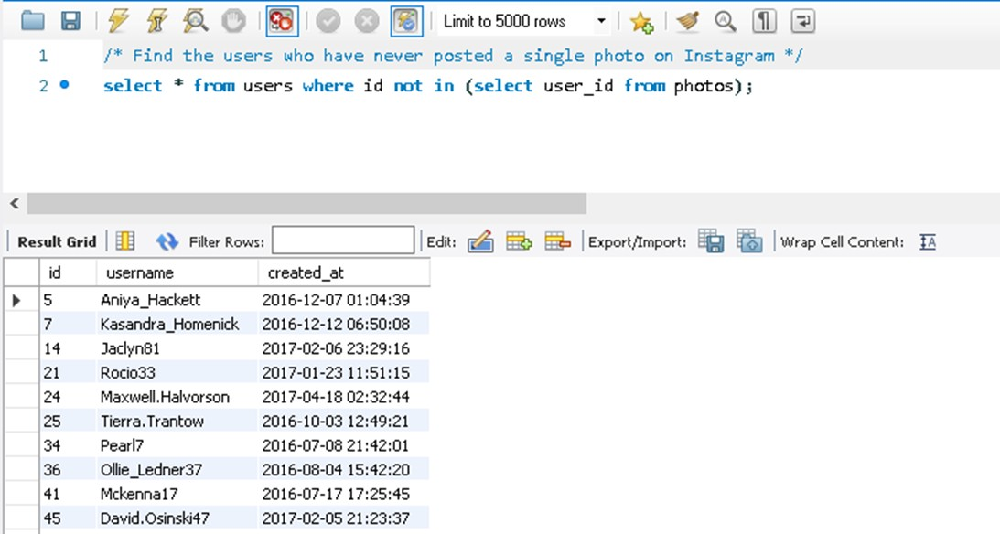 Limit to 5000 rows
1 /* Find the users who have never posted a single photo on Instagram */
2 select * from users where id not in (select user_id from photos);
Result Grid Filter Rows: Edit: Export/Import: Wrap Cell Content: IA
id username created_at
5 Aniya_Hackett 2016-12-07 01:04:39
7 Kasandra_Homenick 2016-12-12 06:50:08
14 Jaclyn81 2017-02-06 23:29:16
21 Rocio33 2017-01-23 11:51:15
24 Maxwell.Halvorson 2017-04-18 02:32:44
25 Tierra.Trantow 2016-10-03 12:49:21
34 Pearl7 2016-07-08 21:42:01
36 Ollie_Ledner37 2016-08-04 15:42:20
41 Mckenna17 2016-07-17 17:25:45
45 David.Osinski47 2017-02-05 21:23:37